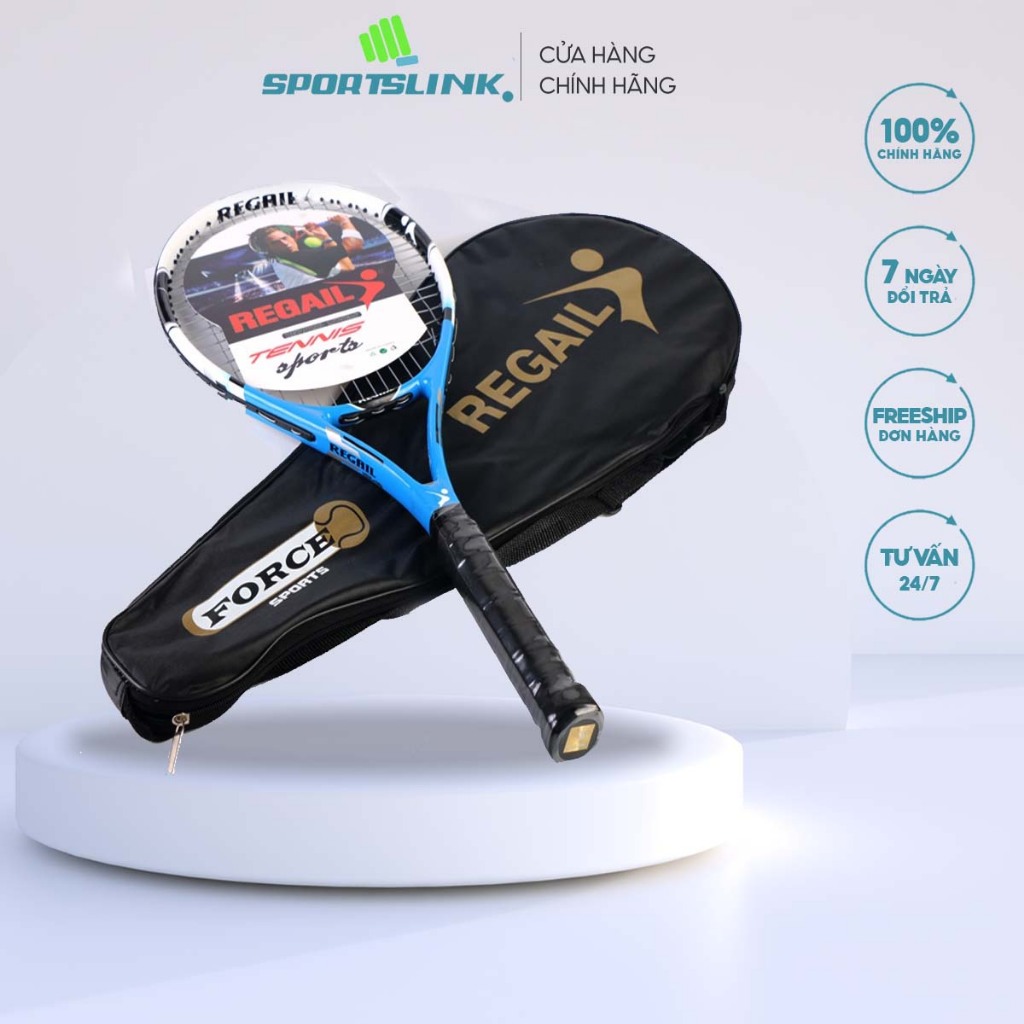 SPORTSLINK.
CỬA HÀNG
CHÍNH HÃNG
100%
CHÍNH HÃNG
7 NGÀY
ĐỔI TRẢ
FREESHIP
ĐƠN HÀNG
TƯ VẤN
24/7
REGAIL
REGAIL
TENNIS
sports
REGAIL
REGAIL
FORCE
SPORTS